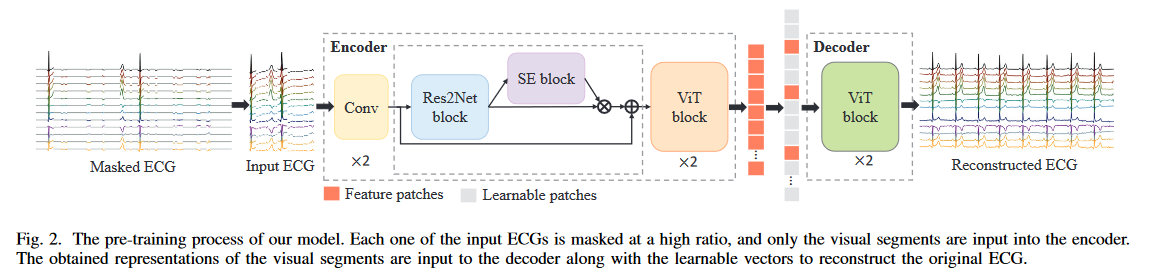 Encoder
Decoder
SE block
Res2Net
block
Conv
ViT
block
ViT
block
×2
×2
×2
Masked ECG
Input ECG
Reconstructed ECG
Feature patches
Learnable patches
Fig. 2. The pre-training process of our model. Each one of the input ECGs is masked at a high ratio, and only the visual segments are input into the encoder.
The obtained representations of the visual segments are input to the decoder along with the learnable vectors to reconstruct the original ECG.